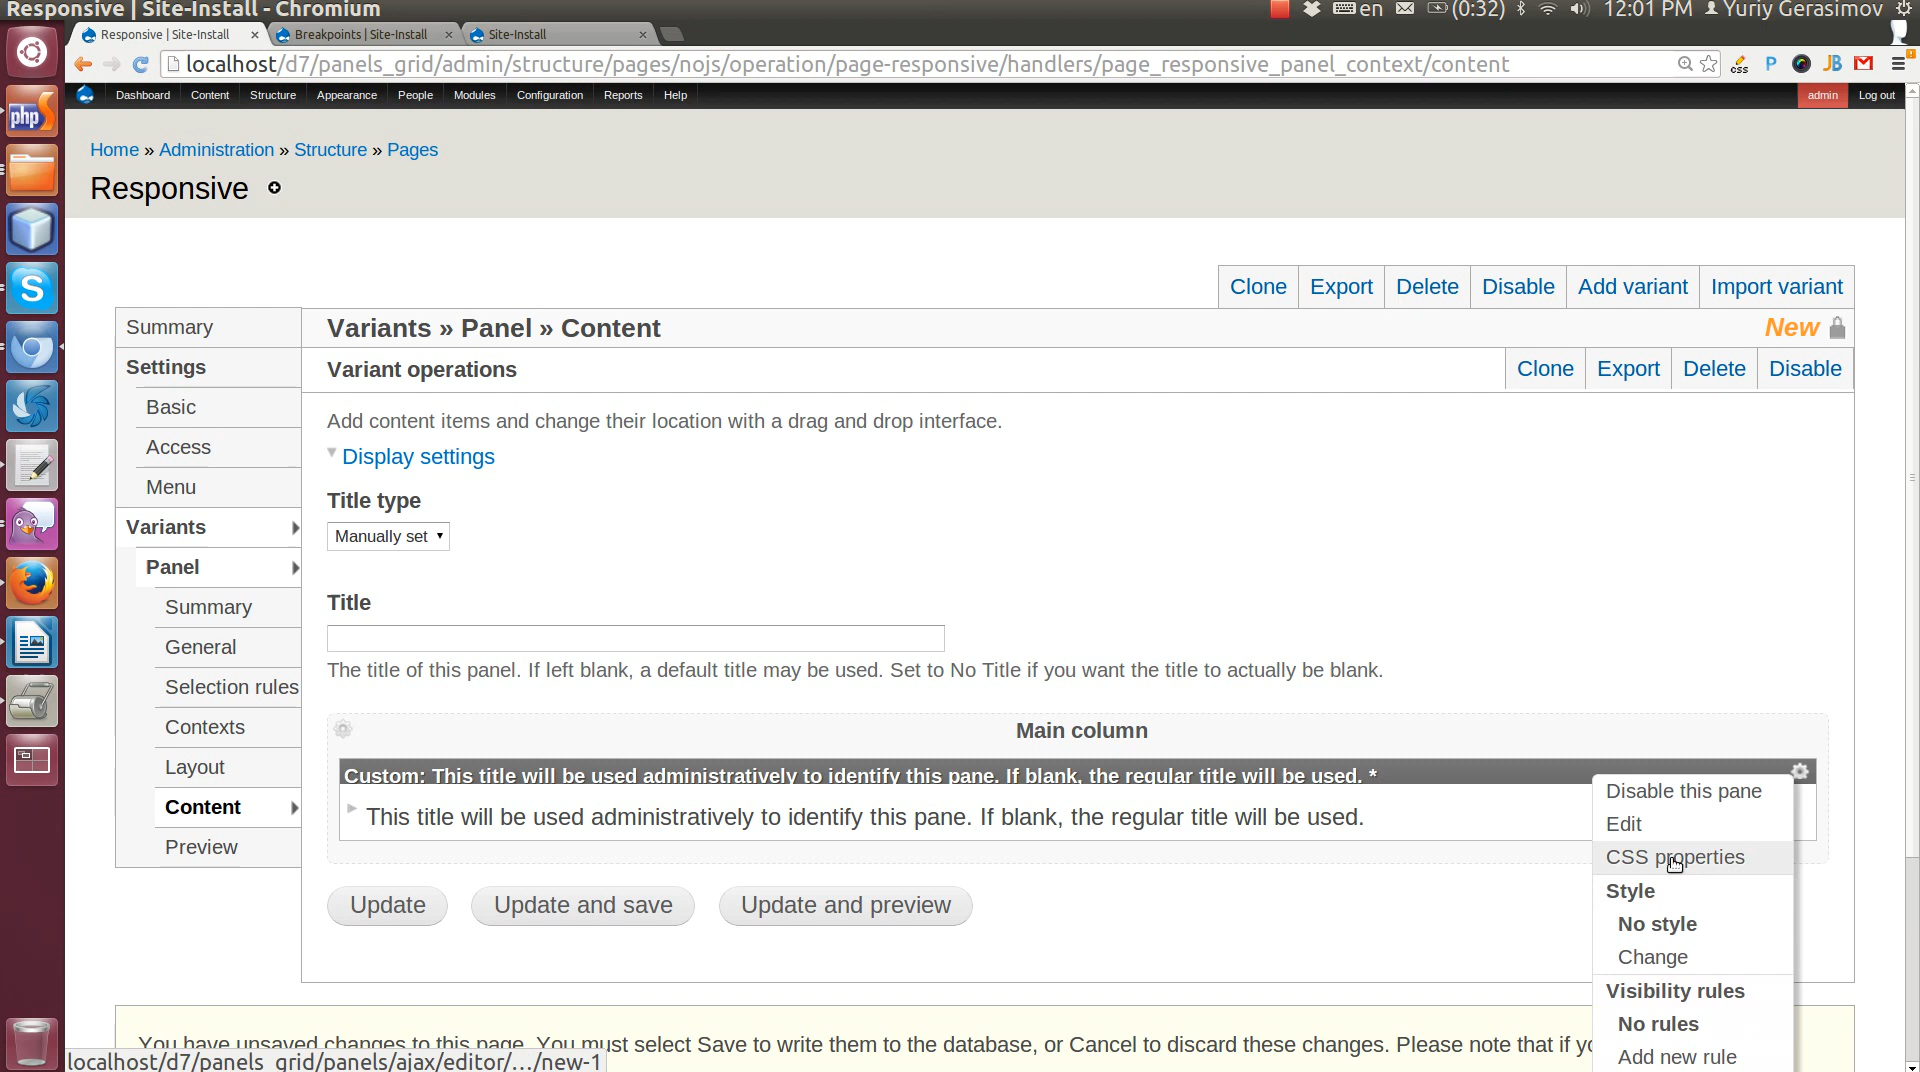 Responsive | Site-Install - Chromium
en (0:32) 12:01 PM Yuriy Gerasimov
Responsive | Site-Install × Breakpoints | Site-Install × Site-Install ×
localhost/d7/panels_grid/admin/structure/pages/nojs/operation/page-responsive/handlers/page_responsive_panel_context/content
css P JB M
Dashboard Content Structure Appearance People Modules Configuration Reports Help admin Log out
php
S
Home » Administration » Structure » Pages
Responsive
Clone Export Delete Disable Add variant Import variant
Summary
Variants » Panel » Content New
Settings
Variant operations Clone Export Delete Disable
Basic
Add content items and change their location with a drag and drop interface.
Access
Display settings
Menu
Title type
Variants
Manually set
Panel
Title
Summary
General
The title of this panel. If left blank, a default title may be used. Set to No Title if you want the title to actually be blank.
Selection rules
Contexts
Main column
Layout
Custom: This title will be used administratively to identify this pane. If blank, the regular title will be used. *
Content
This title will be used administratively to identify this pane. If blank, the regular title will be used.
Preview
Disable this pane
Edit
CSS properties
Style
No style
Change
Visibility rules
No rules
Add new rule
Update Update and save Update and preview
You have unsaved changes to this page. You must select Save to write them to the database, or Cancel to discard these changes. Please note that if
localhost/d7/panels_grid/panels/ajax/editor/…/new-1